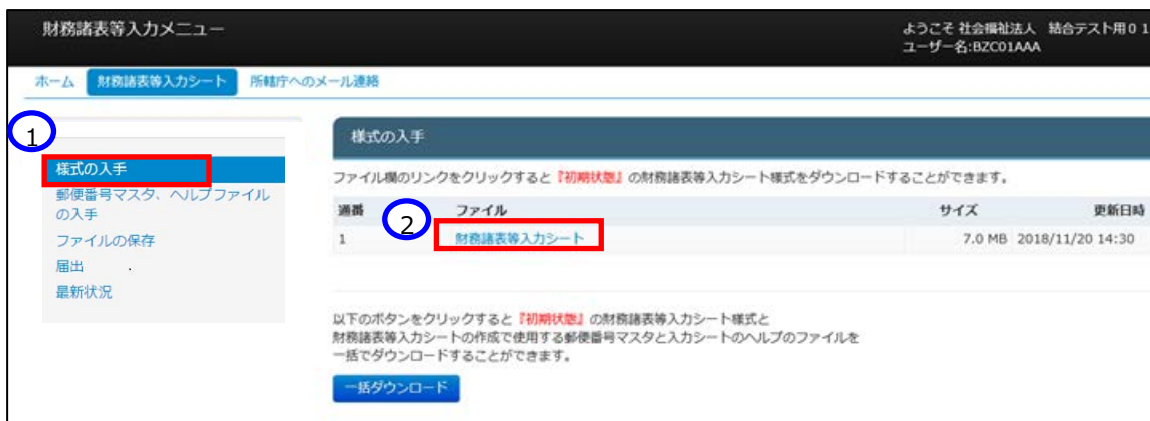 財務諸表等入力メニュー
ようこそ 社会福祉法人 結合テスト用01
ユーザー名:BZC01AAA
ホーム 財務諸表等入力シート 所轄庁へのメール連絡
1
様式の入手
郵便番号マスタ、ヘルプファイル
の入手
ファイルの保存
届出
最新状況
様式の入手
ファイル欄のリンクをクリックすると『初期状態』の財務諸表等入力シート様式をダウンロードすることができます。
通番 ファイル サイズ 更新日時
2
1 財務諸表等入力シート 7.0 MB 2018/11/20 14:30
以下のボタンをクリックすると『初期状態』の財務諸表等入力シート様式と
財務諸表等入力シートの作成で使用する郵便番号マスタと入力シートのヘルプのファイルを
一括でダウンロードすることができます。
一括ダウンロード